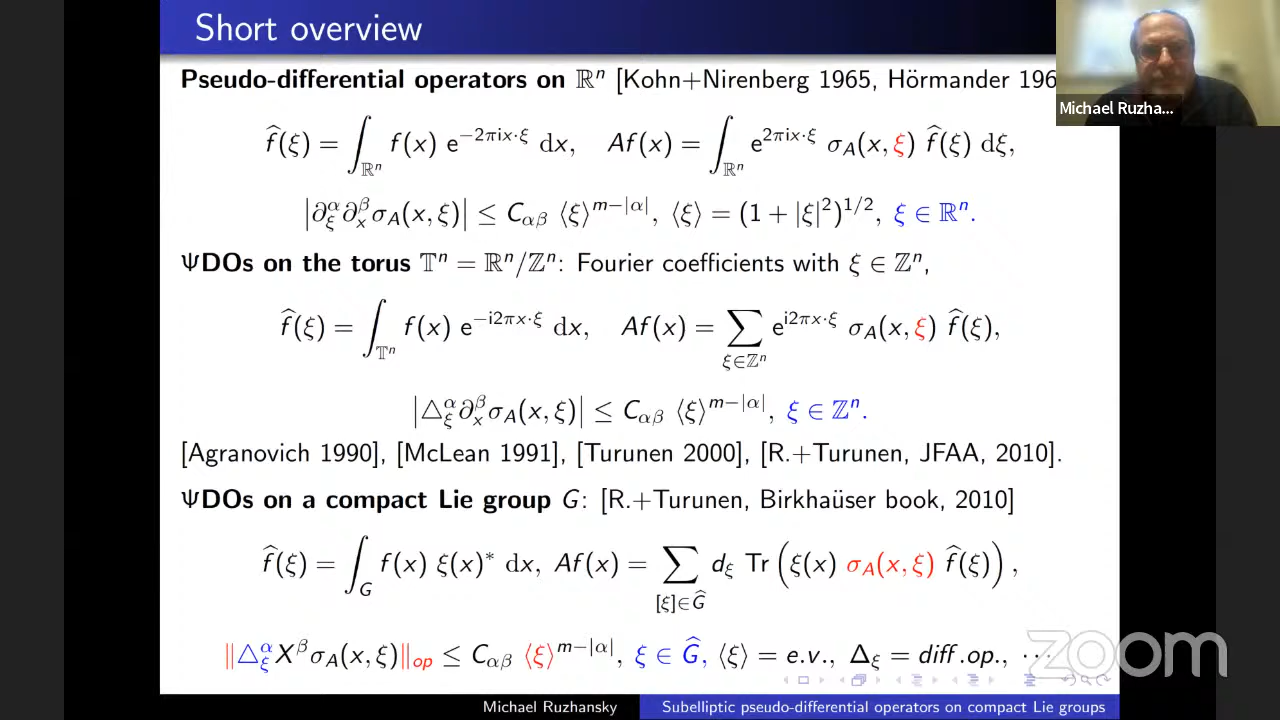 Short overview
Pseudo-differential operators on ℝⁿ [Kohn+Nirenberg 1965, Hörmander 196
Michael Ruzha...
f̂(ξ) = ∫_{ℝⁿ} f(x) e^{−2πix·ξ} dx, Af(x) = ∫_{ℝⁿ} e^{2πix·ξ} σ_A(x, ξ) f̂(ξ) dξ,
|∂_ξ^α ∂_x^β σ_A(x, ξ)| ≤ C_{αβ} ⟨ξ⟩^{m−|α|}, ⟨ξ⟩ = (1 + |ξ|²)^{1/2}, ξ ∈ ℝⁿ.
ΨDOs on the torus 𝕋ⁿ = ℝⁿ/ℤⁿ: Fourier coefficients with ξ ∈ ℤⁿ,
f̂(ξ) = ∫_{𝕋ⁿ} f(x) e^{−i2πx·ξ} dx, Af(x) = ∑_{ξ∈ℤⁿ} e^{i2πx·ξ} σ_A(x, ξ) f̂(ξ),
|△_ξ^α ∂_x^β σ_A(x, ξ)| ≤ C_{αβ} ⟨ξ⟩^{m−|α|}, ξ ∈ ℤⁿ.
[Agranovich 1990], [McLean 1991], [Turunen 2000], [R.+Turunen, JFAA, 2010].
ΨDOs on a compact Lie group G: [R.+Turunen, Birkhaüser book, 2010]
f̂(ξ) = ∫_G f(x) ξ(x)* dx, Af(x) = ∑_{[ξ]∈Ĝ} d_ξ Tr (ξ(x) σ_A(x, ξ) f̂(ξ)),
‖△_ξ^α X^β σ_A(x, ξ)‖_{op} ≤ C_{αβ} ⟨ξ⟩^{m−|α|}, ξ ∈ Ĝ, ⟨ξ⟩ = e.v., Δ_ξ = diff.op., ⋯
zoom
Michael Ruzhansky
Subelliptic pseudo-differential operators on compact Lie groups